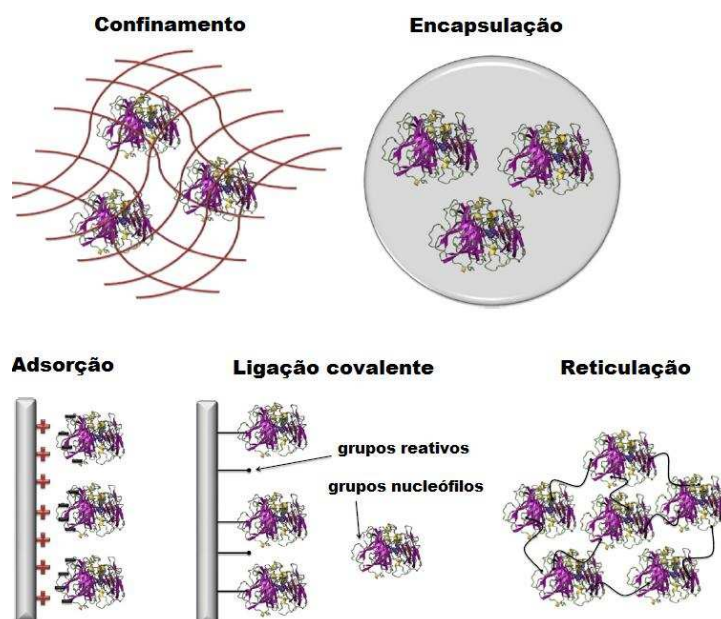 Confinamento
Encapsulação
Adsorção
Ligação covalente
Reticulação
grupos reativos
grupos nucleófilos